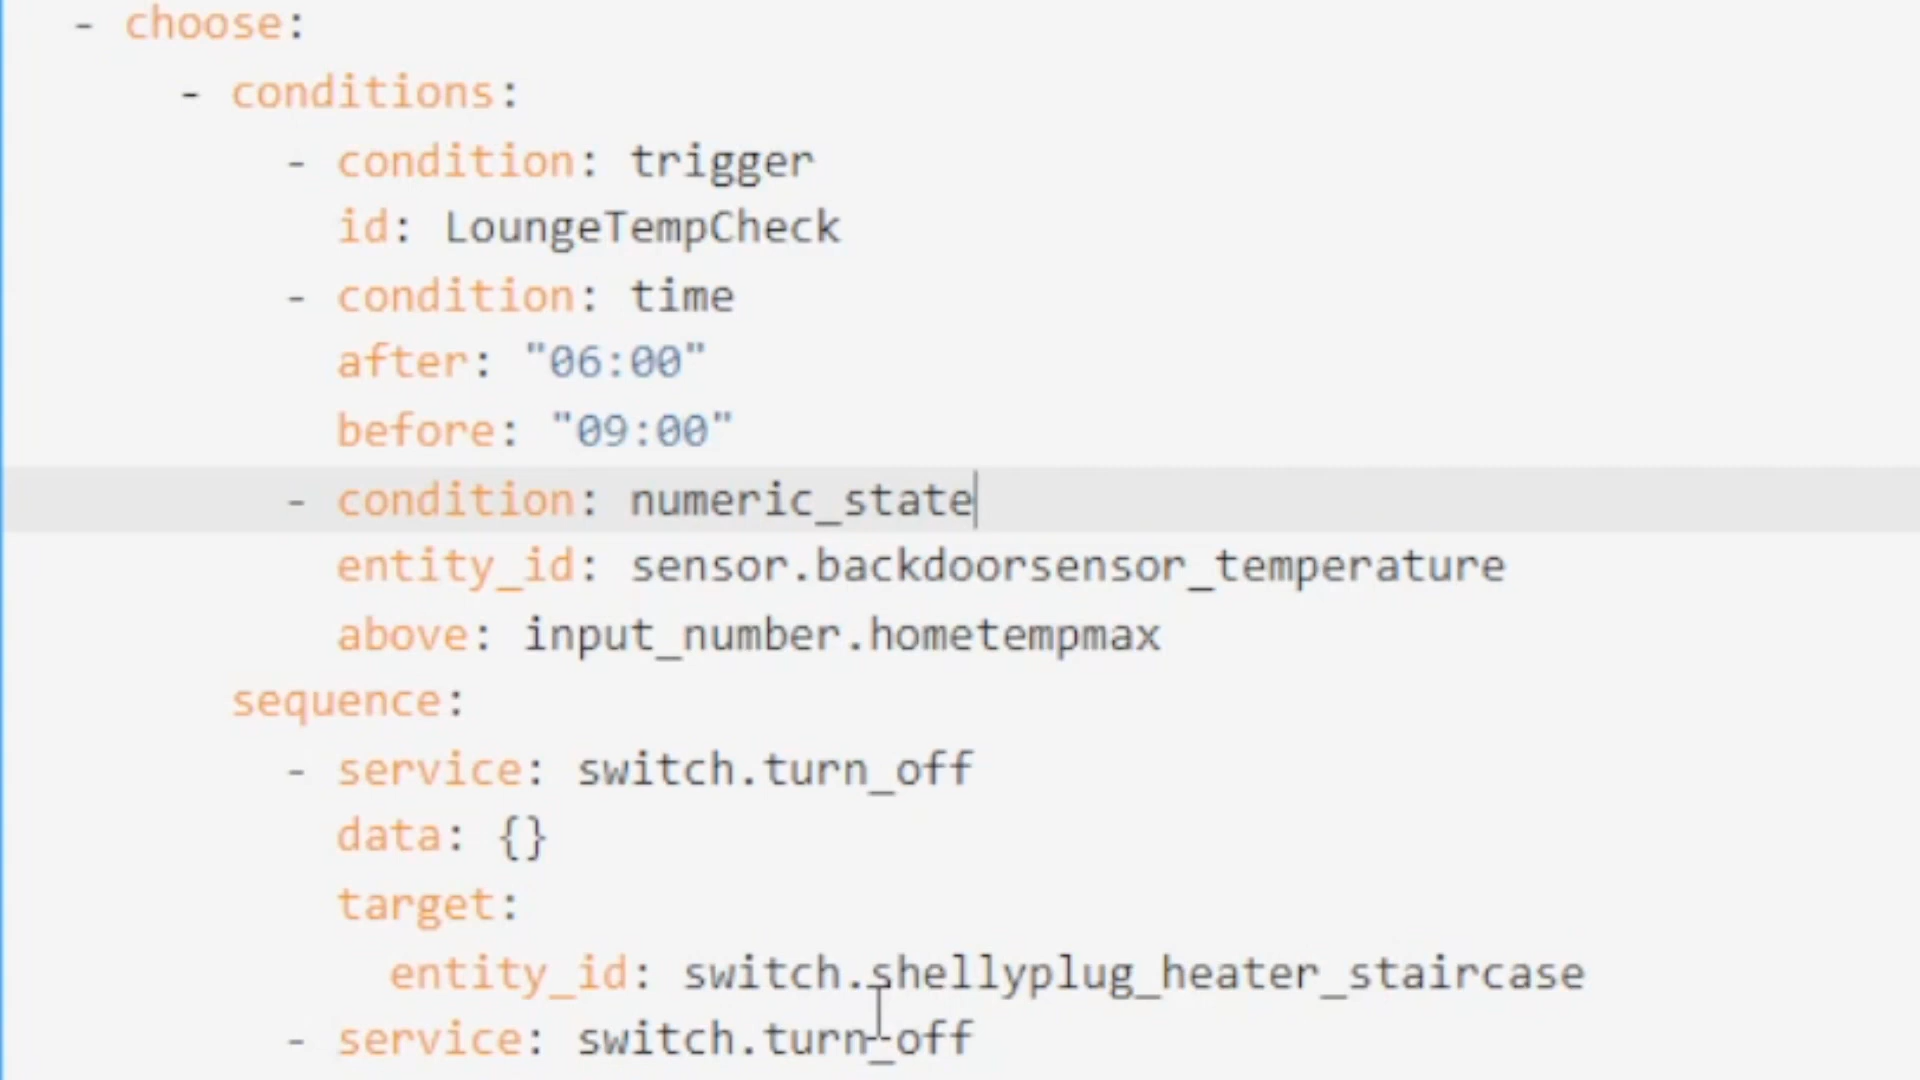 - choose:
- conditions:
- condition: trigger
id: LoungeTempCheck
- condition: time
after: "06:00"
before: "09:00"
- condition: numeric_state
entity_id: sensor.backdoorsensor_temperature
above: input_number.hometempmax
sequence:
- service: switch.turn_off
data: {}
target:
entity_id: switch.shellyplug_heater_staircase
- service: switch.turn_off